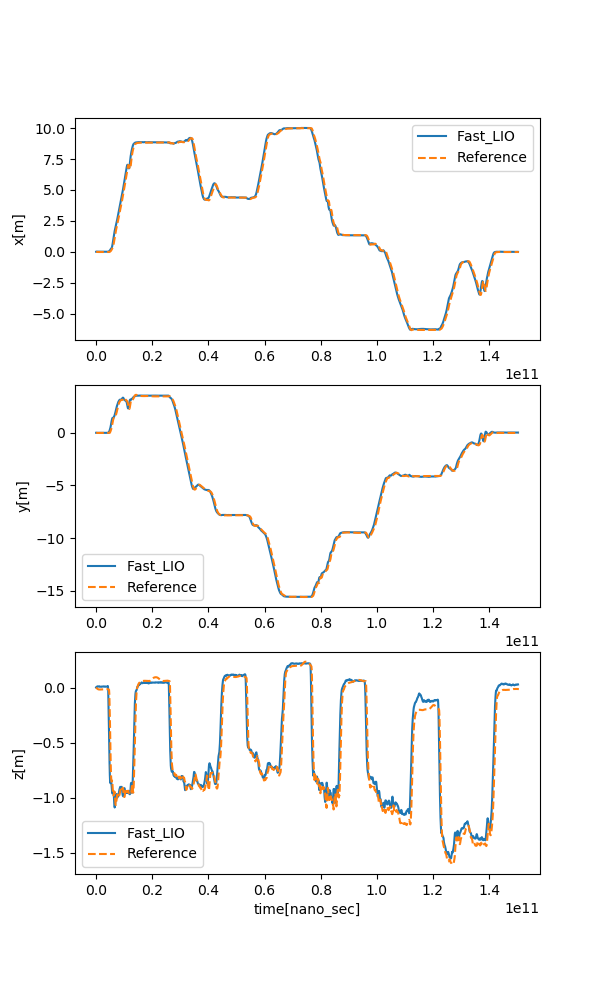 10.0
7.5
5.0
2.5
0.0
−2.5
−5.0
x[m]
Fast_LIO
Reference
0.0 0.2 0.4 0.6 0.8 1.0 1.2 1.4
1e11
0
−5
−10
−15
y[m]
Fast_LIO
Reference
0.0 0.2 0.4 0.6 0.8 1.0 1.2 1.4
1e11
0.0
−0.5
−1.0
−1.5
z[m]
Fast_LIO
Reference
0.0 0.2 0.4 0.6 0.8 1.0 1.2 1.4
time[nano_sec]
1e11